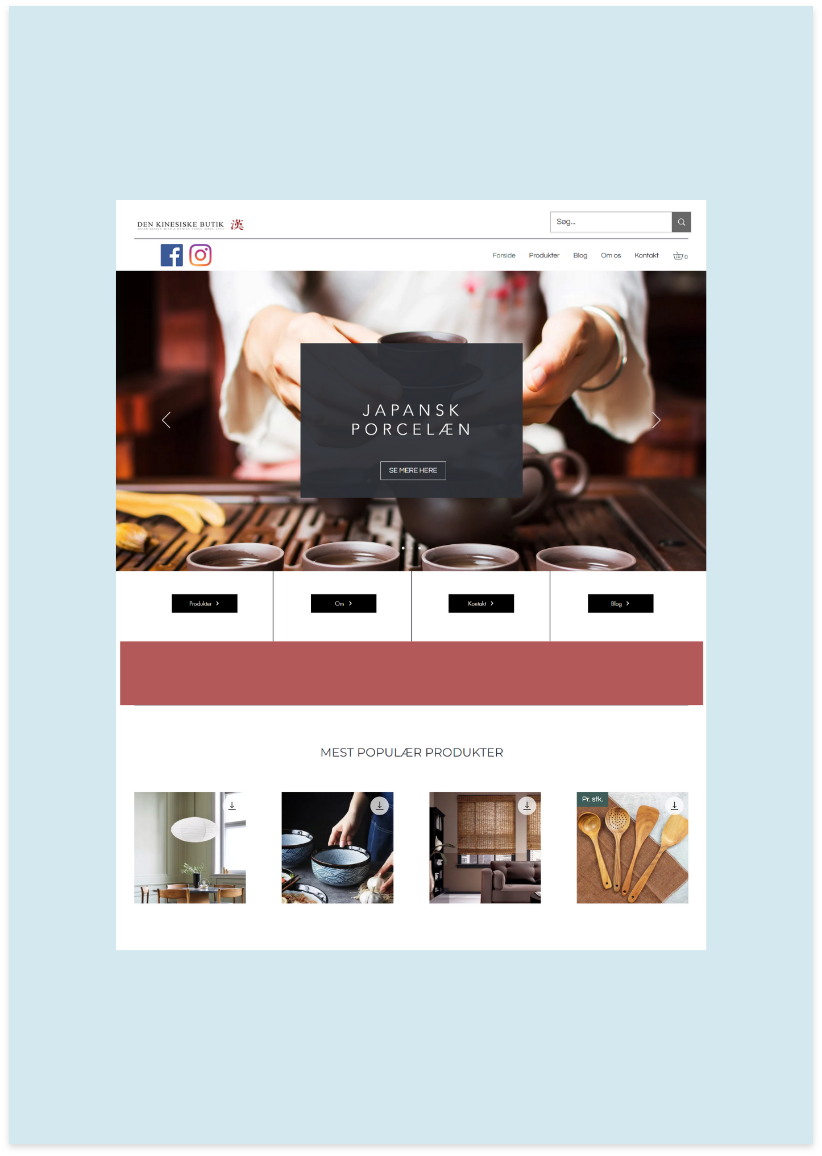 DEN KINESISKE BUTIK 漢
Søg...
Forside Produkter Blog Om os Kontakt 0
JAPANSK
PORCELÆN
SE MERE HERE
Produkter Om Kontakt Blog
MEST POPULÆR PRODUKTER
Pr. stk.